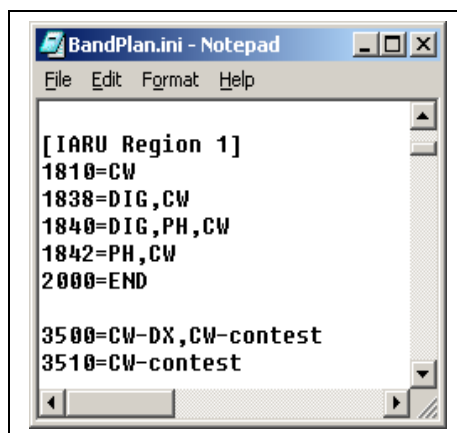 BandPlan.ini - Notepad
File Edit Format Help
[IARU Region 1]
1810=CW
1838=DIG,CW
1840=DIG,PH,CW
1842=PH,CW
2000=END
3500=CW-DX,CW-contest
3510=CW-contest